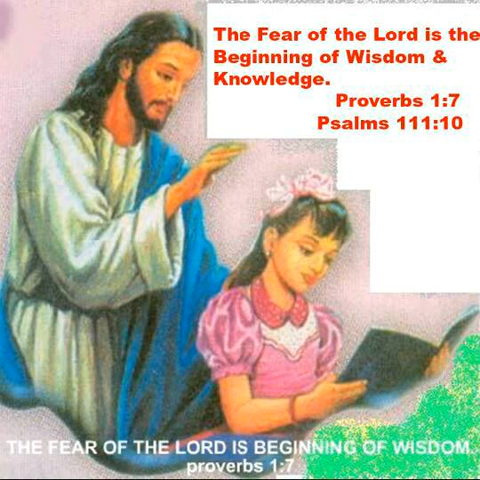 The Fear of the Lord is the
Beginning of Wisdom &
Knowledge.
Proverbs 1:7
Psalms 111:10
THE FEAR OF THE LORD IS BEGINNING OF WISDOM.
proverbs 1:7